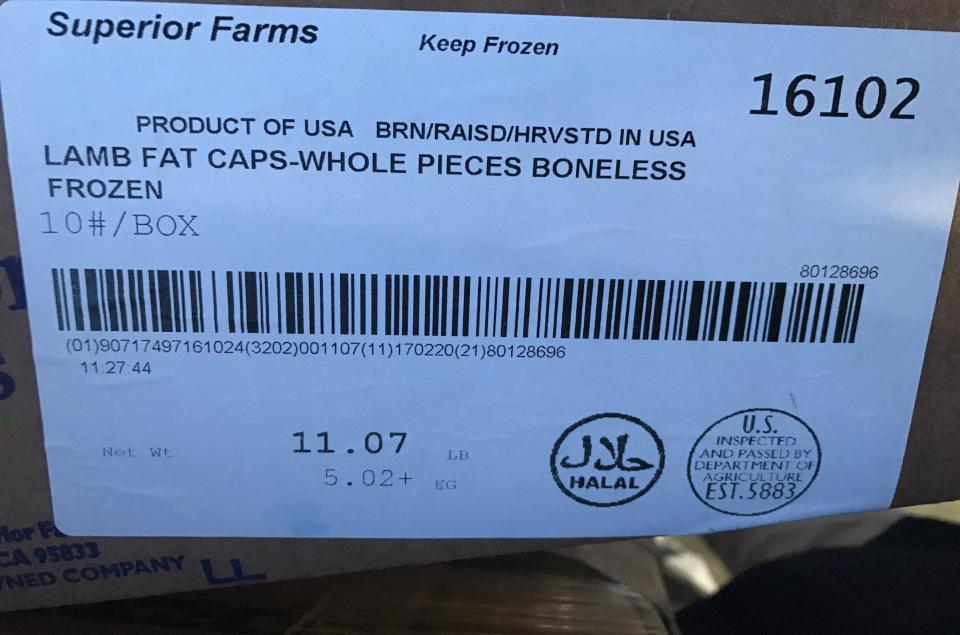 Superior Farms
Keep Frozen
16102
PRODUCT OF USA BRN/RAISD/HRVSTD IN USA
LAMB FAT CAPS-WHOLE PIECES BONELESS
FROZEN
10#/BOX
80128696
(01)90717497161024(3202)001107(11)170220(21)80128696
11:27:44
Net Wt
11.07 LB
5.02+ KG
حلال
HALAL
U.S.
INSPECTED
AND PASSED BY
DEPARTMENT OF
AGRICULTURE
EST.5883
CA 95833
COMPANY
LL